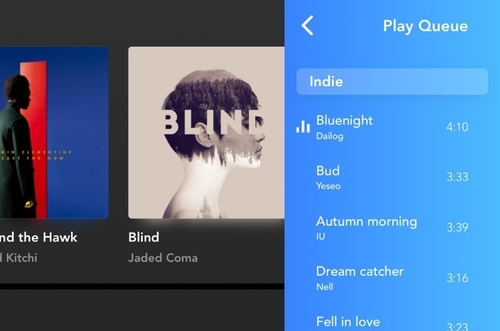 BLIND
nd the Hawk
Kitchi
Blind
Jaded Coma
Play Queue
Indie
Bluenight
Dailog
4:10
Bud
Yeseo
3:33
Autumn morning
IU
3:39
Dream catcher
Nell
3:16
Fell in love
3:23